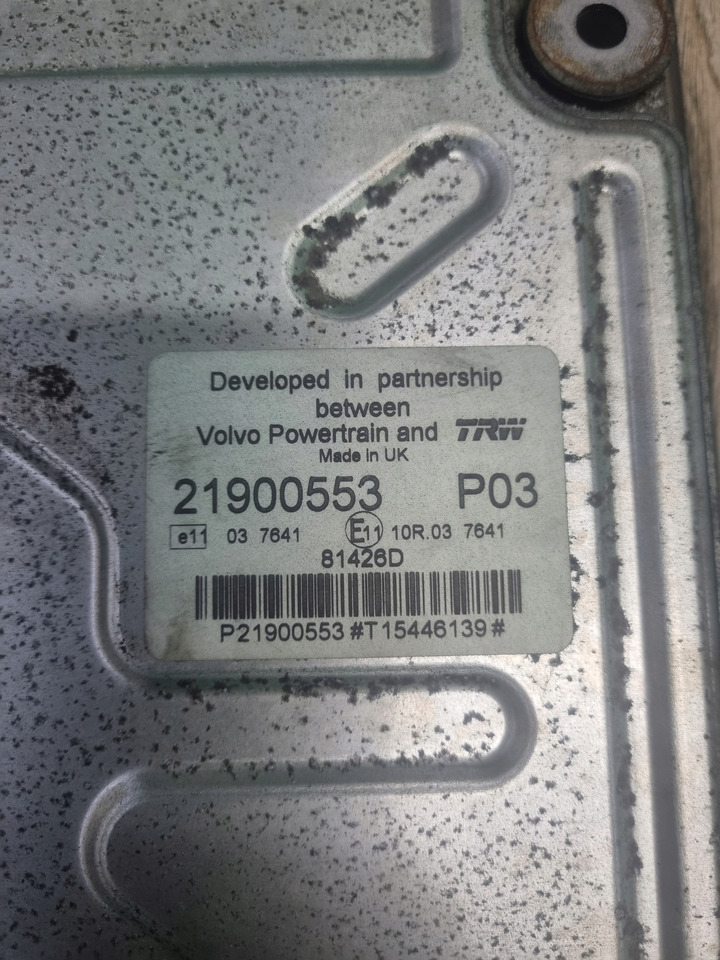 Developed in partnership
between
Volvo Powertrain and TRW
Made in UK
21900553 P03
e11 03 7641 E11 10R.03 7641
81426D
P21900553#T15446139#